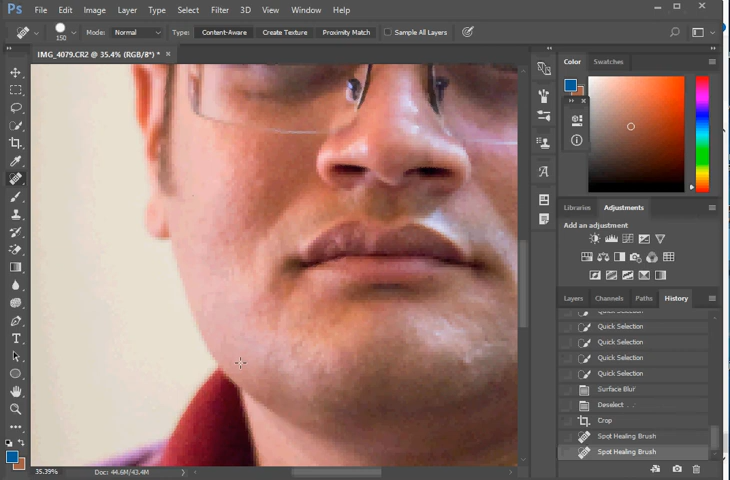 Ps File Edit Image Layer Type Select Filter 3D View Window Help
150 Mode: Normal Type: Content-Aware Create Texture Proximity Match Sample All Layers
IMG_4079.CR2 @ 35.4% (RGB/8*) * ×
Color Swatches
Libraries Adjustments
Add an adjustment
Layers Channels Paths History
Quick Selection
Quick Selection
Quick Selection
Quick Selection
Surface Blur
Deselect
Crop
Spot Healing Brush
Spot Healing Brush
35.39% Doc: 44.6M/43.4M